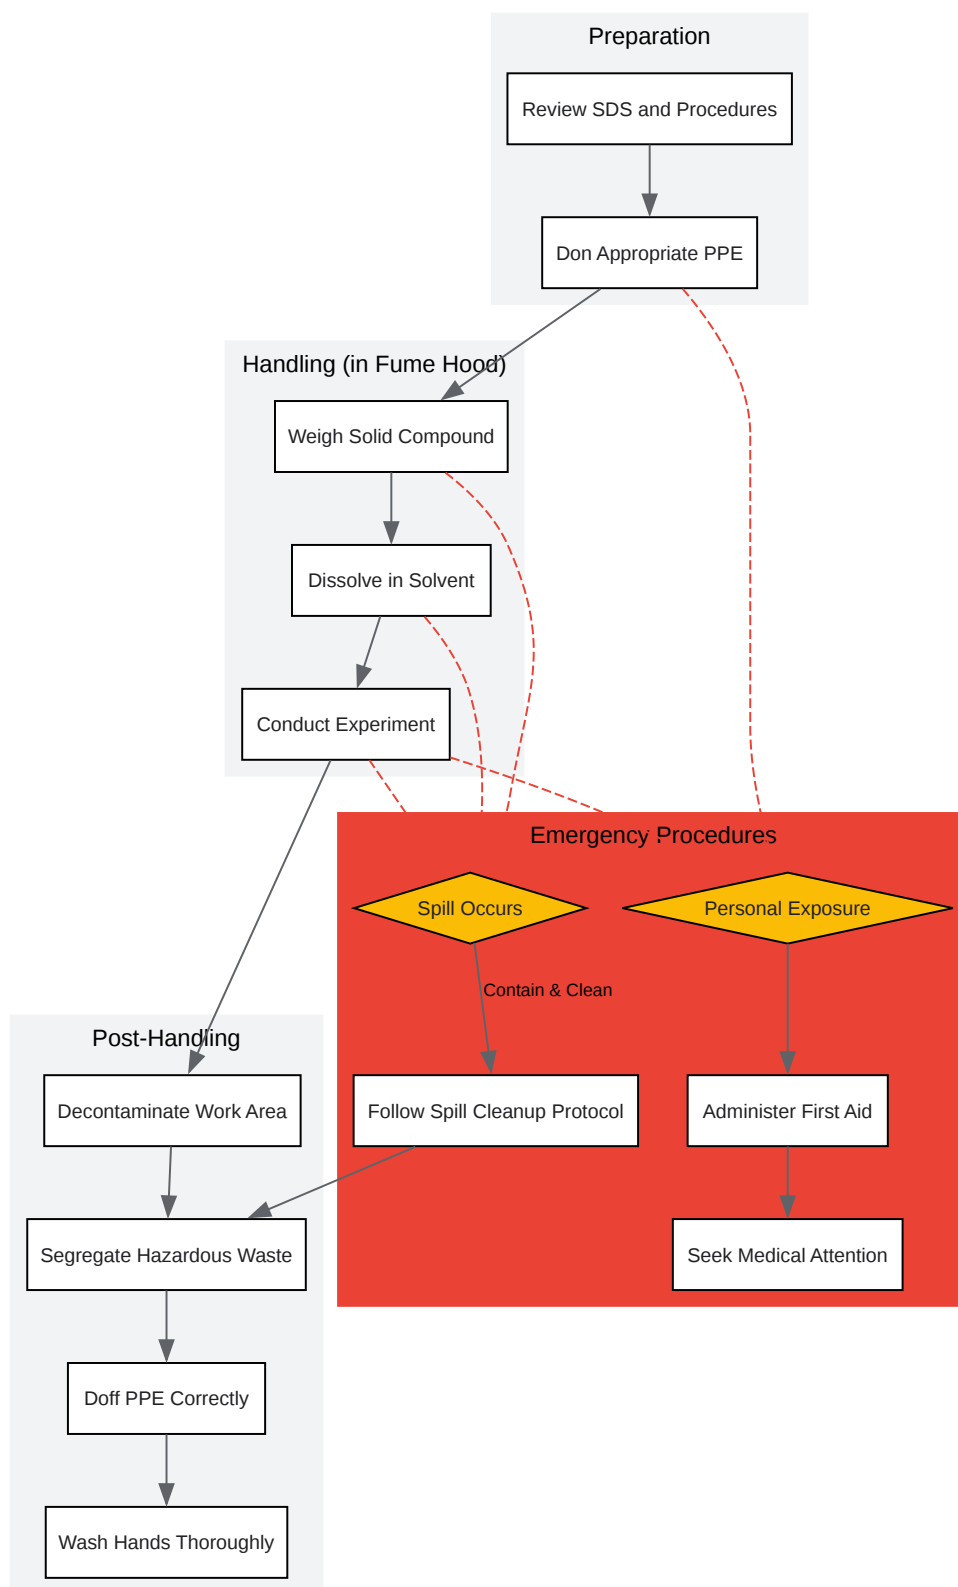 Preparation
Review SDS and Procedures
Don Appropriate PPE
Handling (in Fume Hood)
Weigh Solid Compound
Dissolve in Solvent
Conduct Experiment
Emergency Procedures
Spill Occurs
Personal Exposure
Contain & Clean
Follow Spill Cleanup Protocol
Administer First Aid
Seek Medical Attention
Post-Handling
Decontaminate Work Area
Segregate Hazardous Waste
Doff PPE Correctly
Wash Hands Thoroughly